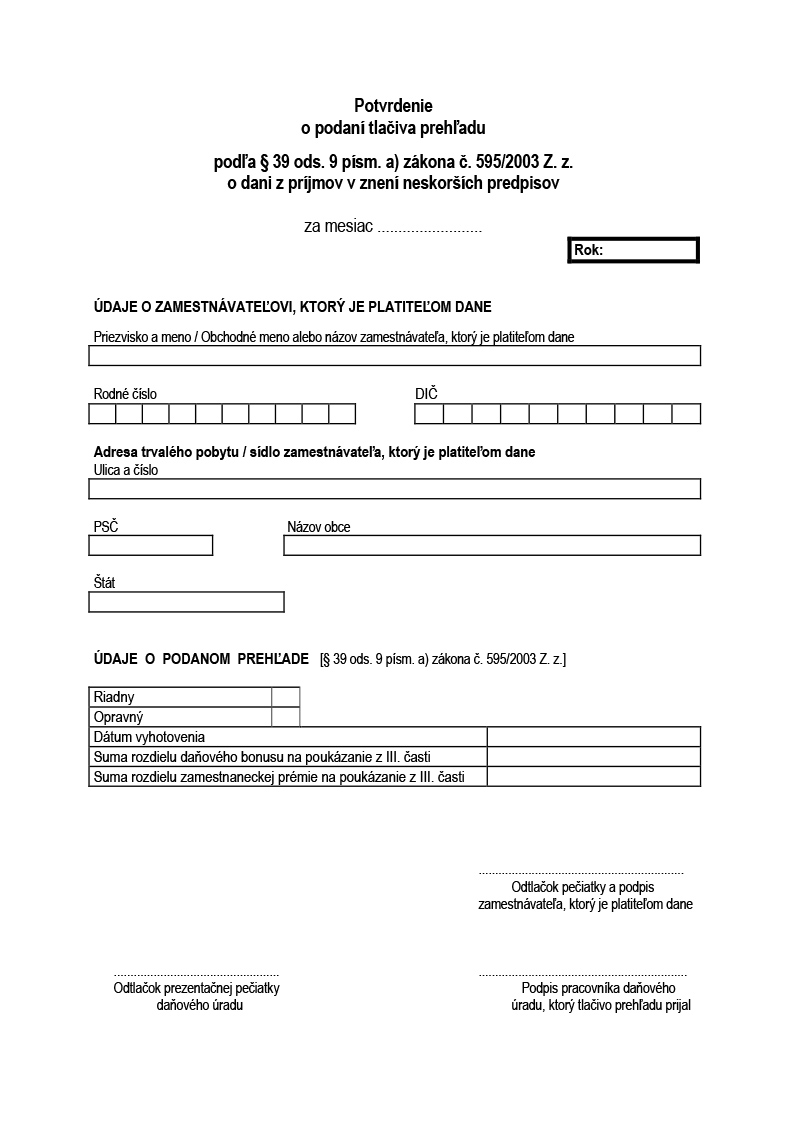 Potvrdenie
o podaní tlačiva prehľadu
podľa § 39 ods. 9 písm. a) zákona č. 595/2003 Z. z.
o dani z príjmov v znení neskorších predpisov
za mesiac .........................
Rok:
ÚDAJE O ZAMESTNÁVATEĽOVI, KTORÝ JE PLATITEĽOM DANE
Priezvisko a meno / Obchodné meno alebo názov zamestnávateľa, ktorý je platiteľom dane
Rodné číslo DIČ
Adresa trvalého pobytu / sídlo zamestnávateľa, ktorý je platiteľom dane
Ulica a číslo
PSČ Názov obce
Štát
ÚDAJE O PODANOM PREHĽADE [§ 39 ods. 9 písm. a) zákona č. 595/2003 Z. z.]
Riadny
Opravný
Dátum vyhotovenia
Suma rozdielu daňového bonusu na poukázanie z III. časti
Suma rozdielu zamestnaneckej prémie na poukázanie z III. časti
Odtlačok pečiatky a podpis
zamestnávateľa, ktorý je platiteľom dane
Odtlačok prezentačnej pečiatky
daňového úradu
Podpis pracovníka daňového
úradu, ktorý tlačivo prehľadu prijal